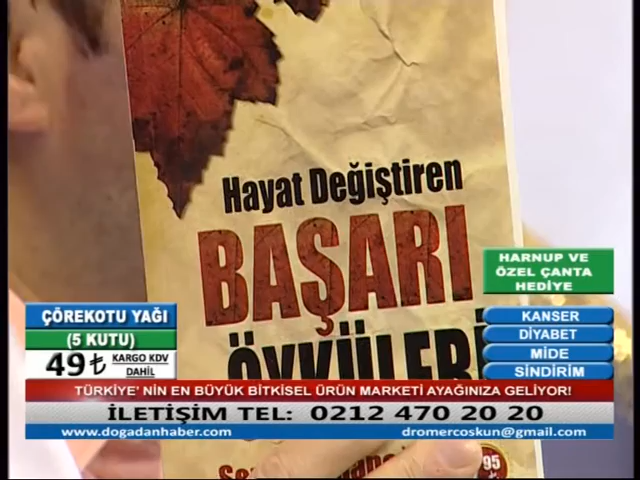 Hayat Değiştiren
BAŞARI
ÖYKÜLERİ
HARNUP VE
ÖZEL ÇANTA
HEDİYE
ÇÖREKOTU YAĞI
(5 KUTU)
49₺ KARGO KDV
DAHİL
KANSER
DİYABET
MİDE
SİNDİRİM
TÜRKİYE' NİN EN BÜYÜK BİTKİSEL ÜRÜN MARKETİ AYAĞINIZA GELİYOR!
İLETİŞİM TEL: 0212 470 20 20
www.dogadanhaber.com dromercoskun@gmail.com
95